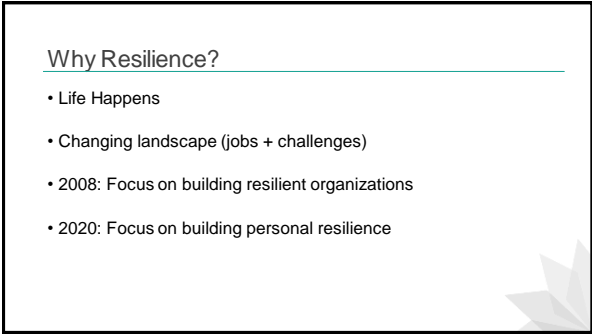 Why Resilience?
• Life Happens
• Changing landscape (jobs + challenges)
• 2008: Focus on building resilient organizations
• 2020: Focus on building personal resilience